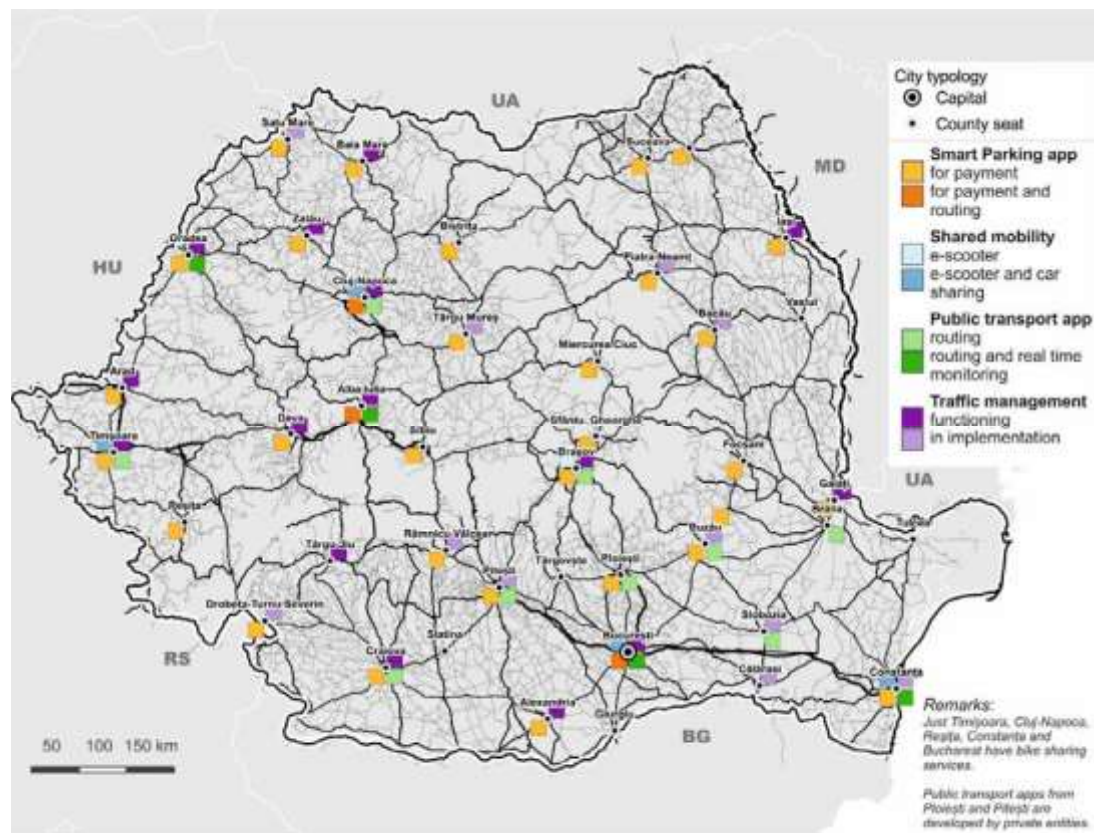 City typology
Capital
County seat
Smart Parking app
for payment
for payment and
routing
Shared mobility
e-scooter
e-scooter and car
sharing
Public transport app
routing
routing and real time
monitoring
Traffic management
functioning
in implementation
UA
MD
HU
UA
RS
BG
Satu Mare
Baia Mare
Suceava
Zalău
Bistrița
Iași
Oradea
Piatra-Neamț
Cluj-Napoca
Vaslui
Târgu Mureș
Bacău
Miercurea Ciuc
Arad
Alba Iulia
Deva
Sibiu
Sfântu Gheorghe
Timișoara
Brașov
Focșani
Galați
Reșița
Brăila
Râmnicu Vâlcea
Buzău
Tulcea
Târgu Jiu
Târgoviște
Ploiești
Pitești
Drobeta-Turnu Severin
Slobozia
Slatina
București
Craiova
Călărași
Constanța
Alexandria
Giurgiu
50 100 150 km
Remarks:
Just Timișoara, Cluj-Napoca,
Reșița, Constanța and
Bucharest have bike sharing
services.
Public transport apps from
Ploiești and Pitești are
developed by private entities.